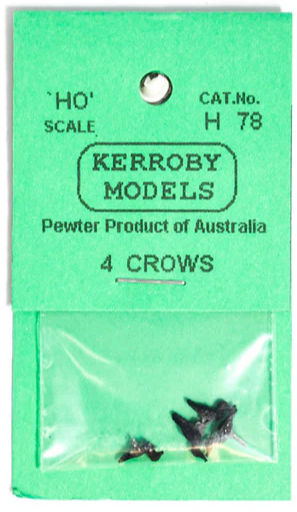 `HO'
SCALE
CAT.No.
H 78
KERROBY
MODELS
Pewter Product of Australia
4 CROWS